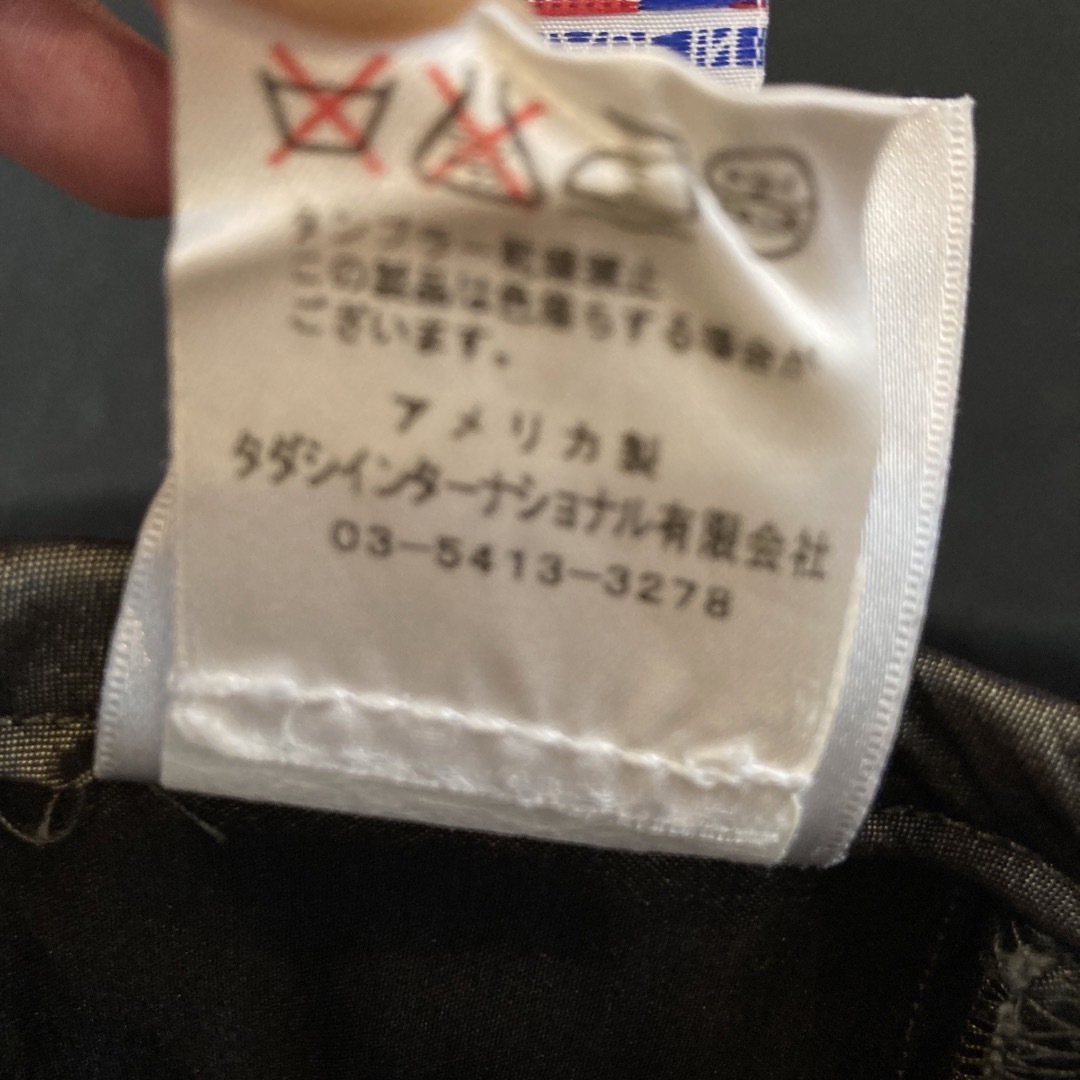 タンブラー乾燥禁止
この製品は色落ちする場合が
ございます。
アメリカ製
タダシインターナショナル有限会社
03-5413-3278